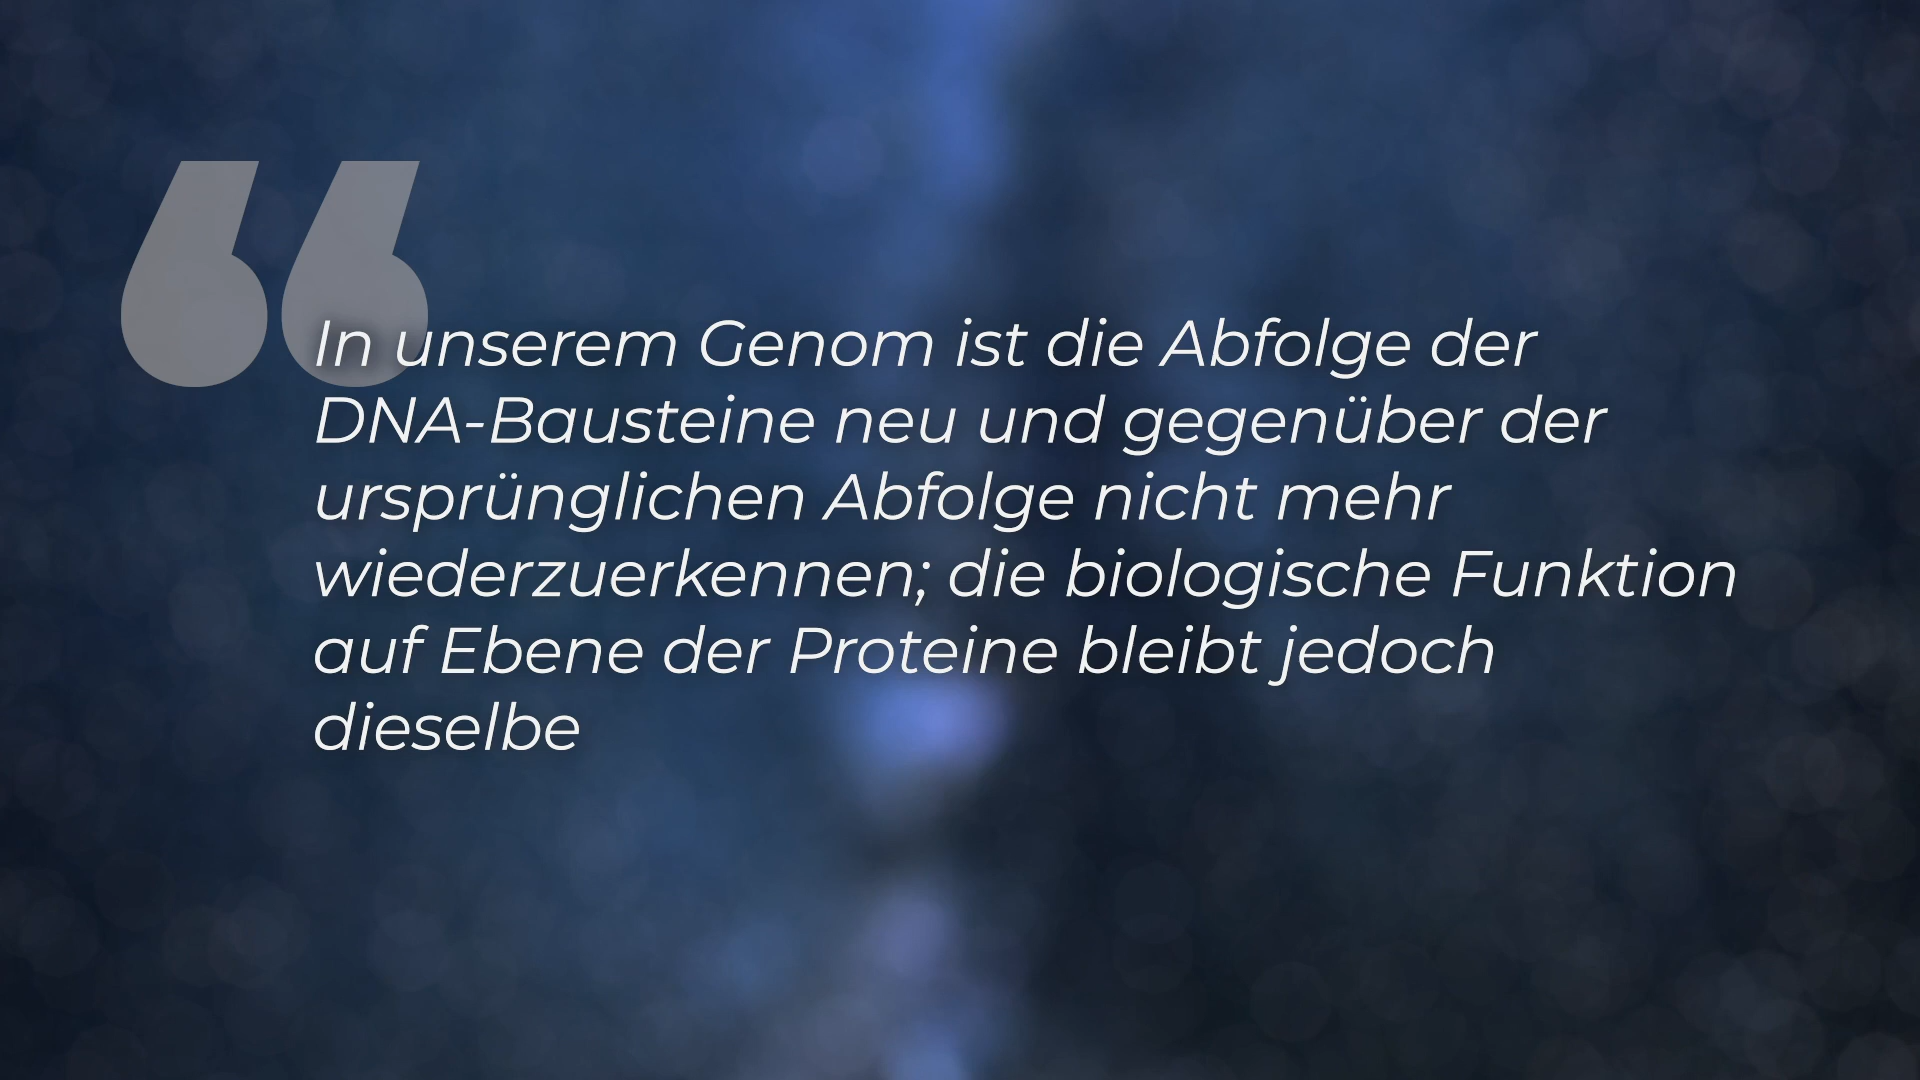 “
In unserem Genom ist die Abfolge der
DNA-Bausteine neu und gegenüber der
ursprünglichen Abfolge nicht mehr
wiederzuerkennen; die biologische Funktion
auf Ebene der Proteine bleibt jedoch
dieselbe